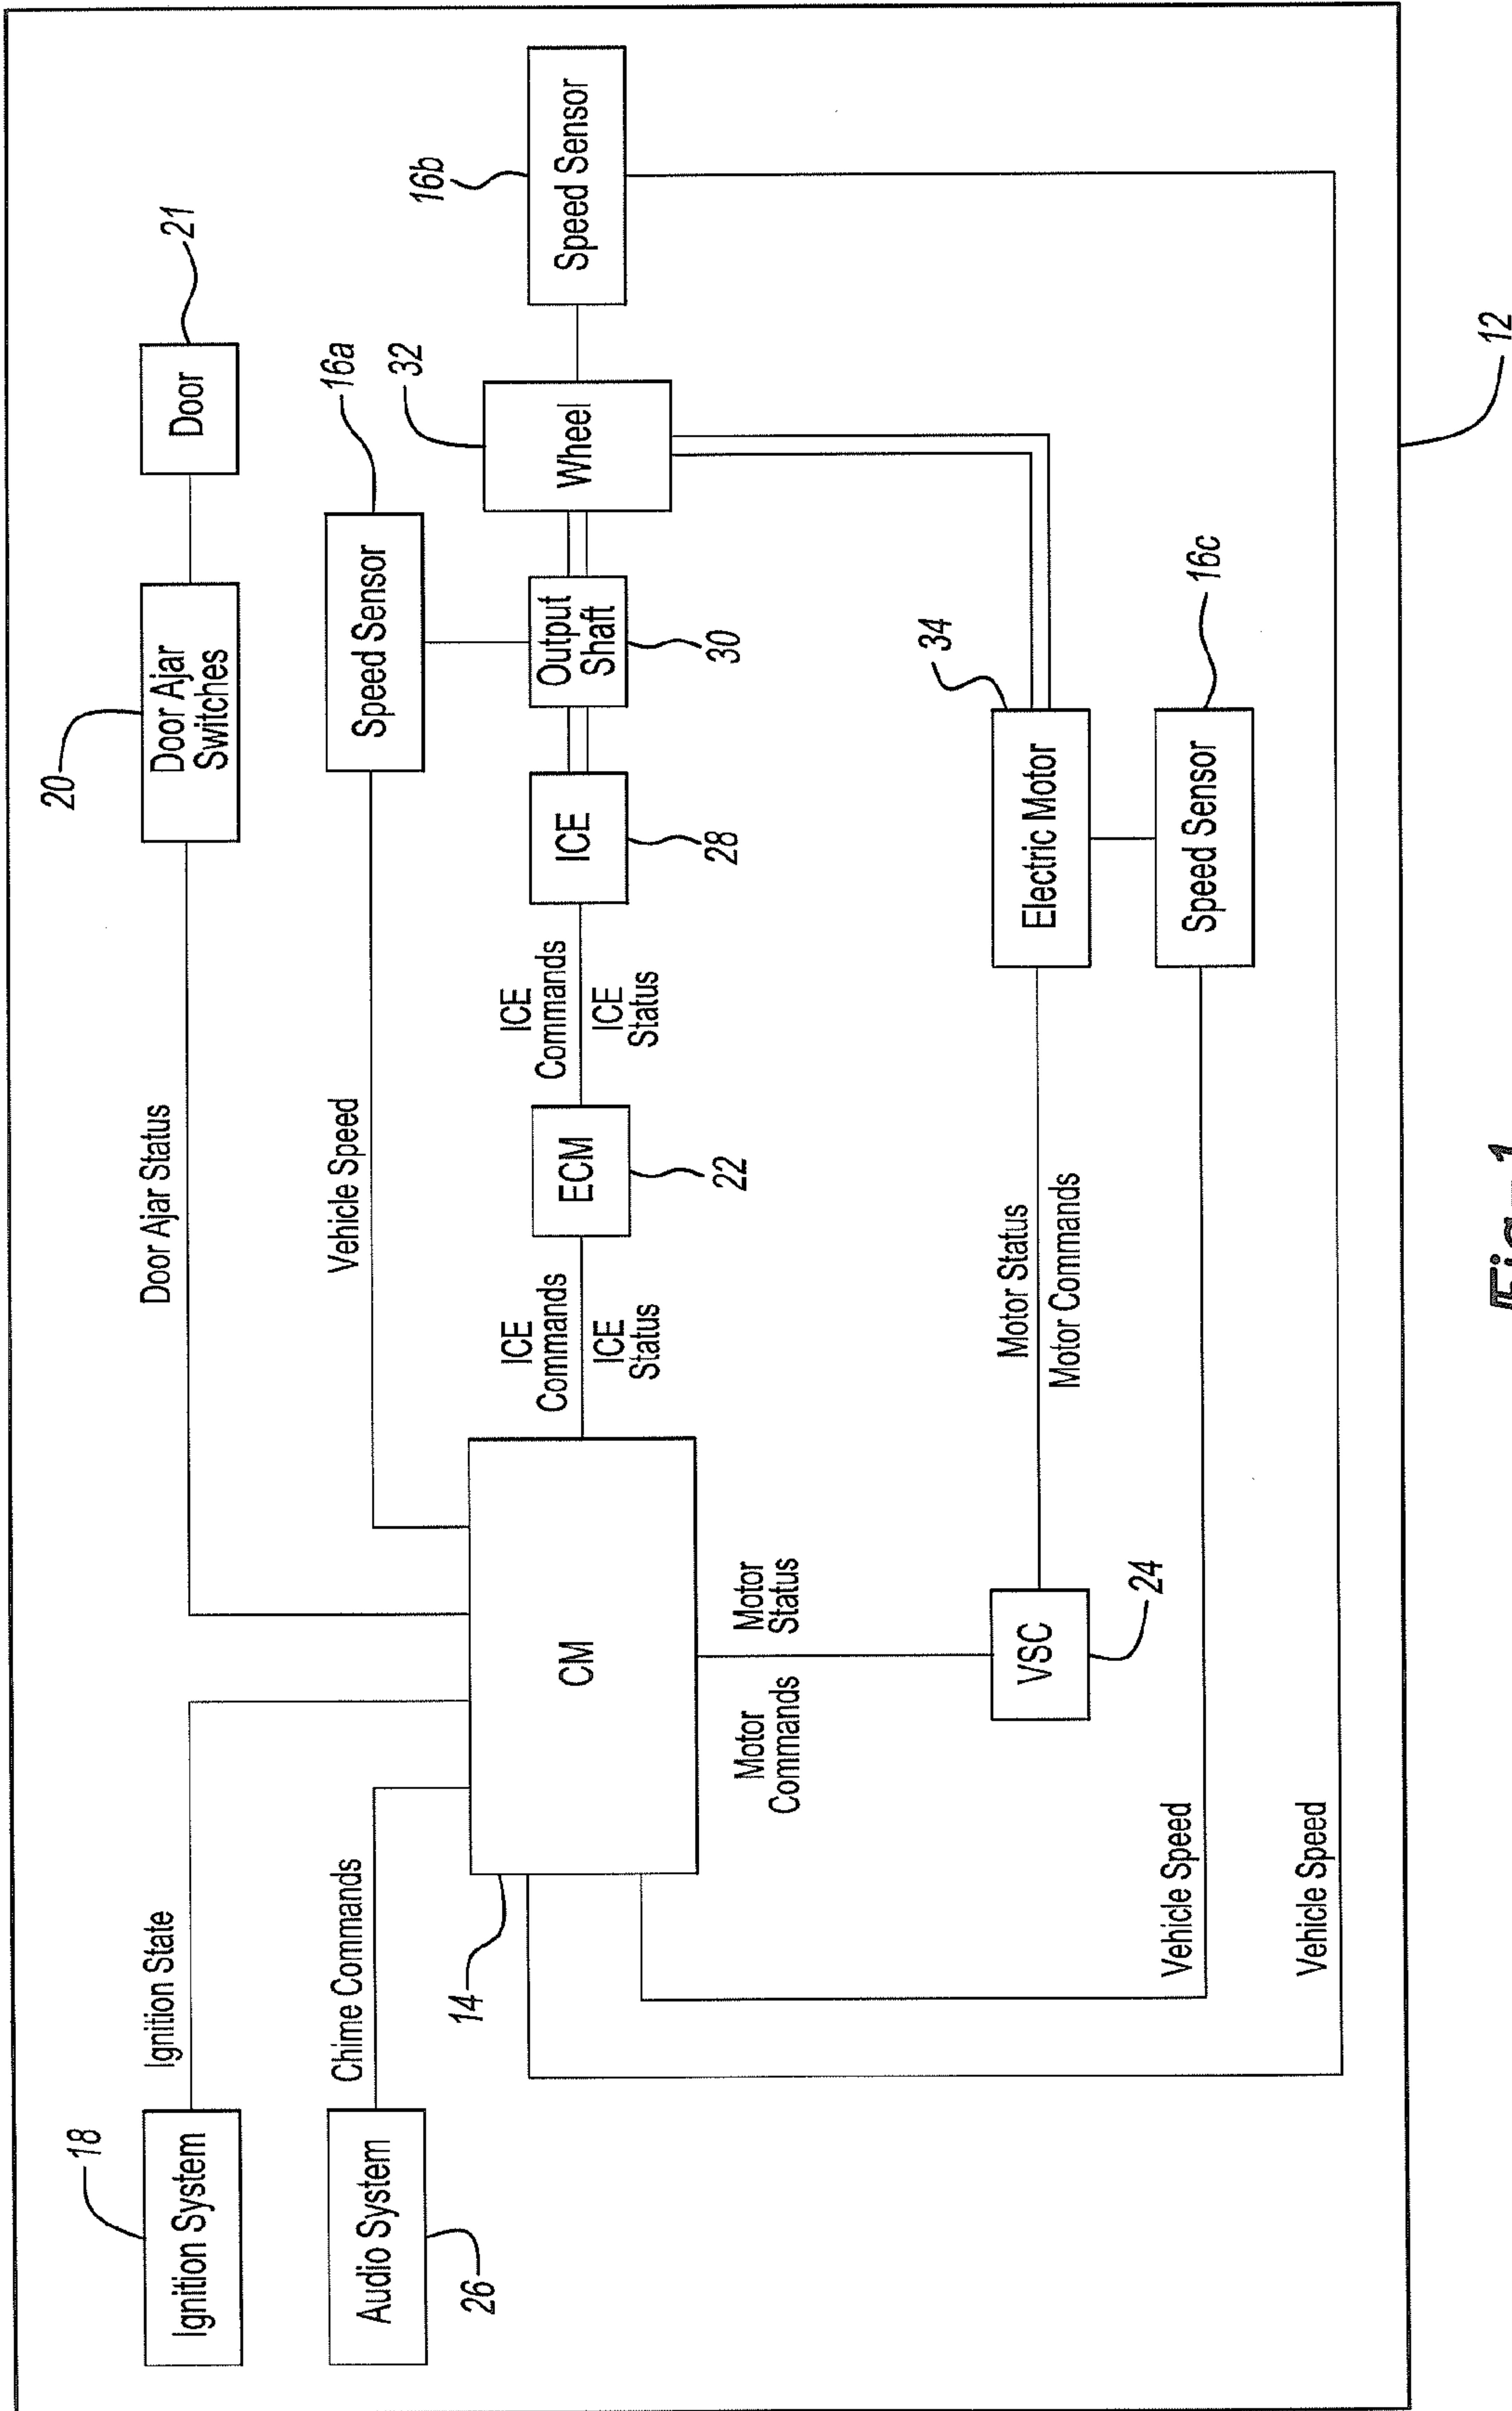 18
Ignition System
Ignition State
Door Ajar Status
20
Door Ajar
Switches
Door
21
Audio System
26
Chime Commands
Vehicle Speed
Speed Sensor
16a
14
CM
ICE
Commands
ICE
Status
ECM
22
ICE
Commands
ICE
Status
ICE
28
Output
Shaft
30
Wheel
32
Speed Sensor
16b
Motor
Commands
Motor
Status
VSC
24
Motor Status
Motor Commands
Electric Motor
34
Vehicle Speed
Speed Sensor
16c
Vehicle Speed
12
Fig-1